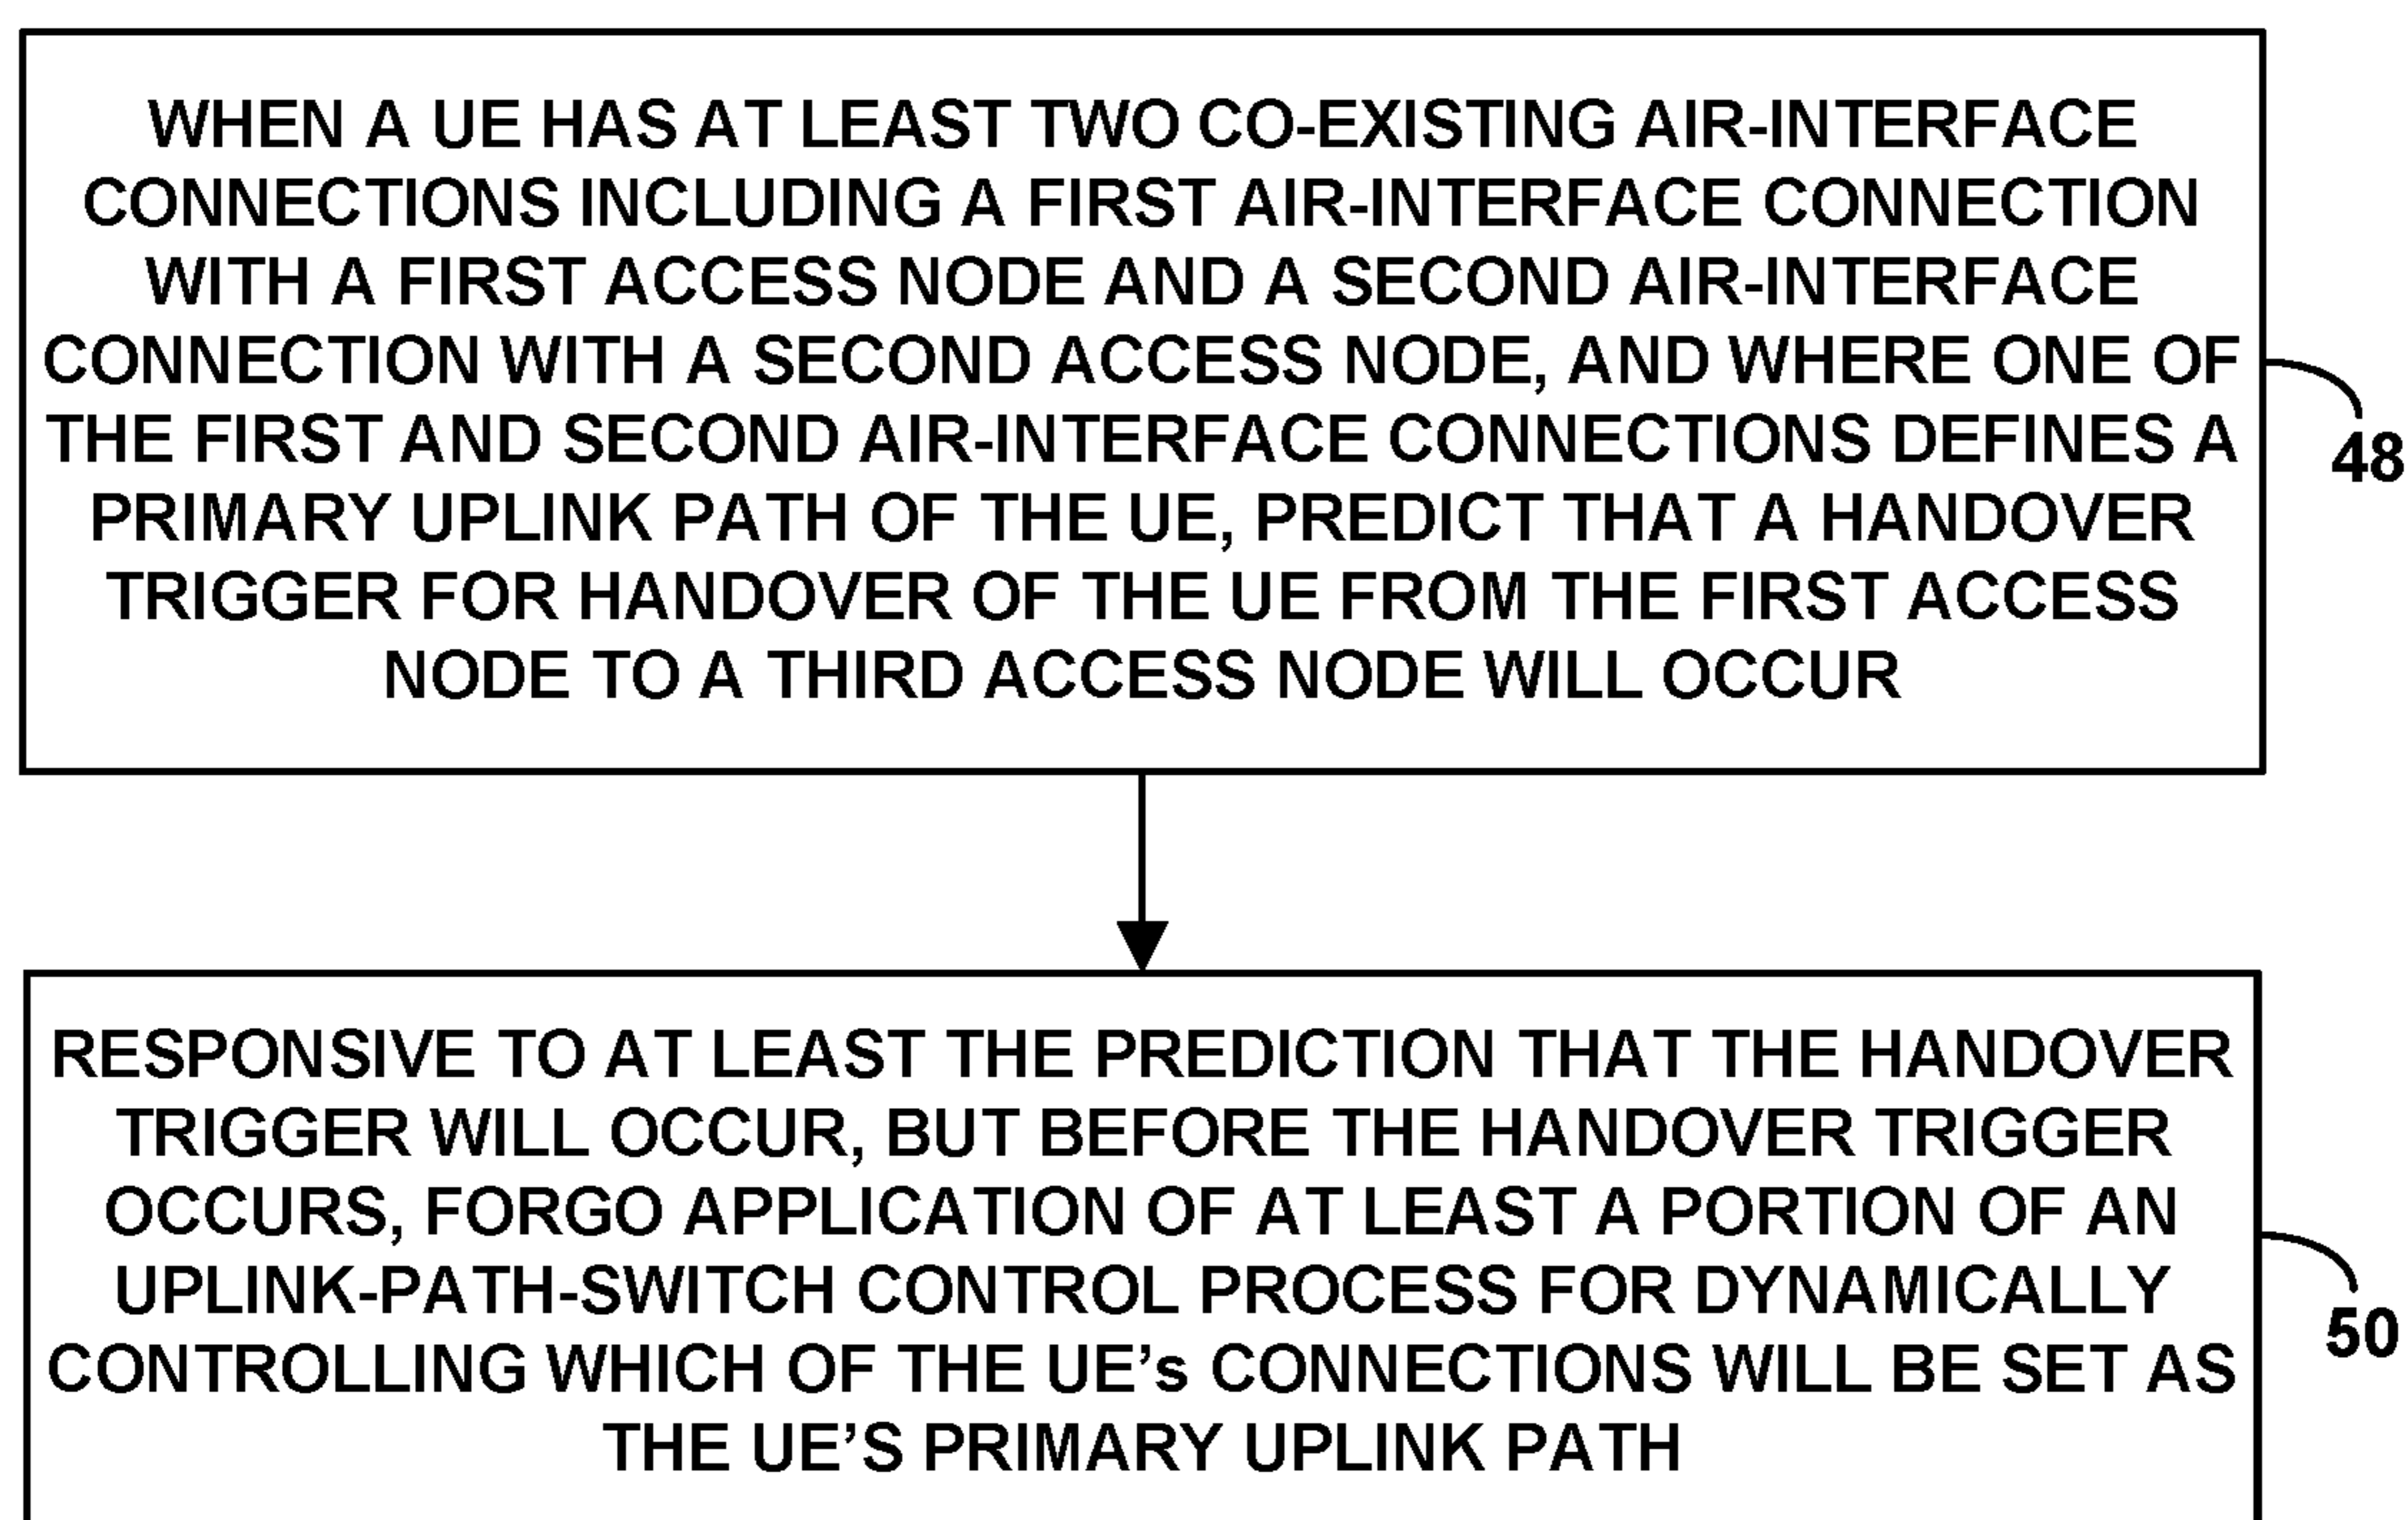 WHEN A UE HAS AT LEAST TWO CO-EXISTING AIR-INTERFACE
CONNECTIONS INCLUDING A FIRST AIR-INTERFACE CONNECTION
WITH A FIRST ACCESS NODE AND A SECOND AIR-INTERFACE
CONNECTION WITH A SECOND ACCESS NODE, AND WHERE ONE OF
THE FIRST AND SECOND AIR-INTERFACE CONNECTIONS DEFINES A
PRIMARY UPLINK PATH OF THE UE, PREDICT THAT A HANDOVER
TRIGGER FOR HANDOVER OF THE UE FROM THE FIRST ACCESS
NODE TO A THIRD ACCESS NODE WILL OCCUR
48
RESPONSIVE TO AT LEAST THE PREDICTION THAT THE HANDOVER
TRIGGER WILL OCCUR, BUT BEFORE THE HANDOVER TRIGGER
OCCURS, FORGO APPLICATION OF AT LEAST A PORTION OF AN
UPLINK-PATH-SWITCH CONTROL PROCESS FOR DYNAMICALLY
CONTROLLING WHICH OF THE UE’s CONNECTIONS WILL BE SET AS
THE UE’S PRIMARY UPLINK PATH
50